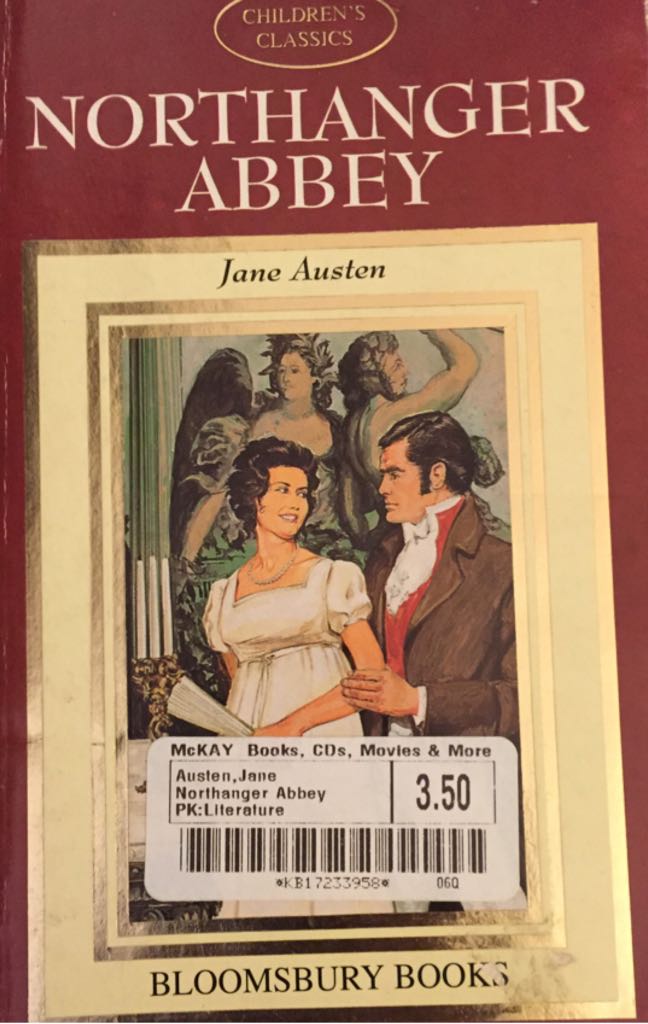 CHILDREN'S
CLASSICS
NORTHANGER
ABBEY
Jane Austen
McKAY Books, CDs, Movies & More
Austen,Jane
Northanger Abbey
PK:Literature
3.50
*KB17233958* 06Q
BLOOMSBURY BOOKS